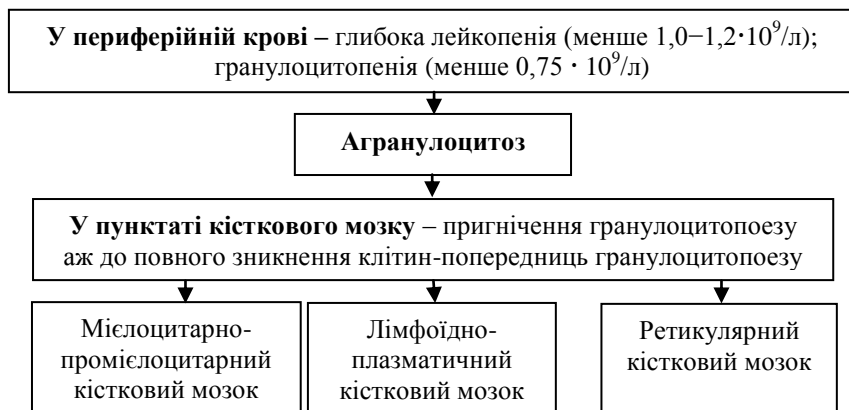 У периферійній крові – глибока лейкопенія (менше 1,0−1,2·10⁹/л);
гранулоцитопенія (менше 0,75 · 10⁹/л)
Агранулоцитоз
У пунктаті кісткового мозку – пригнічення гранулоцитопоезу
аж до повного зникнення клітин-попередниць гранулоцитопоезу
Мієлоцитарно-
промієлоцитарний
кістковий мозок
Лімфоїдно-
плазматичний
кістковий мозок
Ретикулярний
кістковий мозок